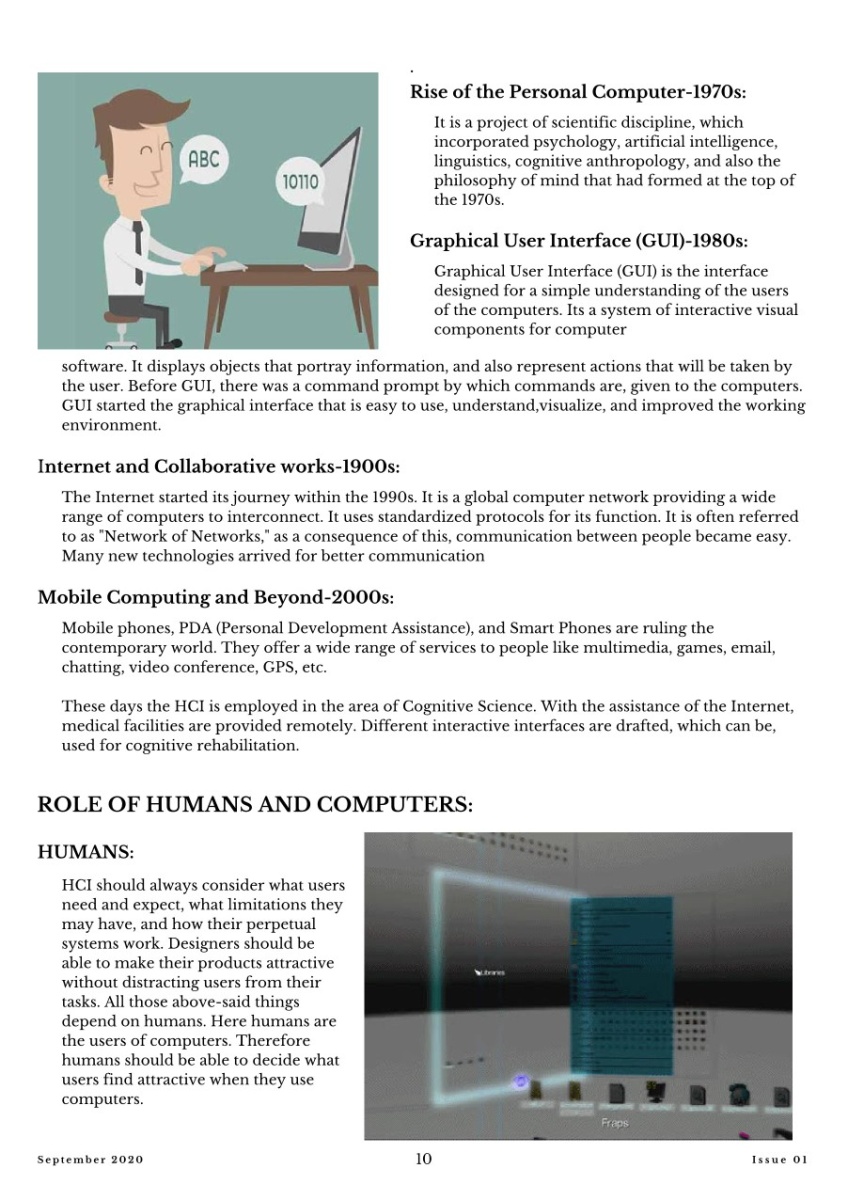 .
Rise of the Personal Computer-1970s:
ABC
10110
It is a project of scientific discipline, which
incorporated psychology, artificial intelligence,
linguistics, cognitive anthropology, and also the
philosophy of mind that had formed at the top of
the 1970s.
Graphical User Interface (GUI)-1980s:
Graphical User Interface (GUI) is the interface
designed for a simple understanding of the users
of the computers. Its a system of interactive visual
components for computer
software. It displays objects that portray information, and also represent actions that will be taken by
the user. Before GUI, there was a command prompt by which commands are, given to the computers.
GUI started the graphical interface that is easy to use, understand,visualize, and improved the working
environment.
Internet and Collaborative works-1900s:
The Internet started its journey within the 1990s. It is a global computer network providing a wide
range of computers to interconnect. It uses standardized protocols for its function. It is often referred
to as "Network of Networks," as a consequence of this, communication between people became easy.
Many new technologies arrived for better communication
Mobile Computing and Beyond-2000s:
Mobile phones, PDA (Personal Development Assistance), and Smart Phones are ruling the
contemporary world. They offer a wide range of services to people like multimedia, games, email,
chatting, video conference, GPS, etc.
These days the HCI is employed in the area of Cognitive Science. With the assistance of the Internet,
medical facilities are provided remotely. Different interactive interfaces are drafted, which can be,
used for cognitive rehabilitation.
ROLE OF HUMANS AND COMPUTERS:
HUMANS:
HCI should always consider what users
need and expect, what limitations they
may have, and how their perpetual
systems work. Designers should be
able to make their products attractive
without distracting users from their
tasks. All those above-said things
depend on humans. Here humans are
the users of computers. Therefore
humans should be able to decide what
users find attractive when they use
computers.
Libraries
Fraps
September 2020
10
Issue 01